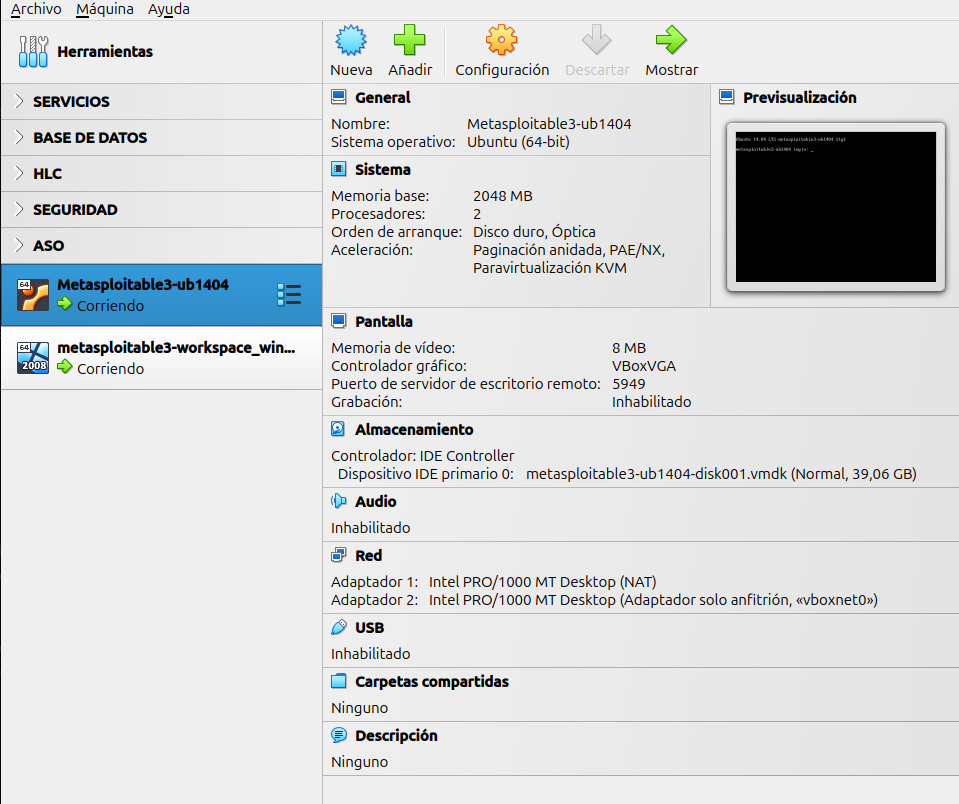 Archivo Máquina Ayuda
Herramientas
Nueva Añadir Configuración Descartar Mostrar
SERVICIOS
BASE DE DATOS
HLC
SEGURIDAD
ASO
64
Metasploitable3-ub1404
Corriendo
64
2008
metasploitable3-workspace_win...
Corriendo
General
Nombre: Metasploitable3-ub1404
Sistema operativo: Ubuntu (64-bit)
Previsualización
Ubuntu 14.04 LTS metasploitable3-ub1404 tty1
metasploitable3-ub1404 login: _
Sistema
Memoria base: 2048 MB
Procesadores: 2
Orden de arranque: Disco duro, Óptica
Aceleración: Paginación anidada, PAE/NX,
Paravirtualización KVM
Pantalla
Memoria de vídeo: 8 MB
Controlador gráfico: VBoxVGA
Puerto de servidor de escritorio remoto: 5949
Grabación: Inhabilitado
Almacenamiento
Controlador: IDE Controller
Dispositivo IDE primario 0: metasploitable3-ub1404-disk001.vmdk (Normal, 39,06 GB)
Audio
Inhabilitado
Red
Adaptador 1: Intel PRO/1000 MT Desktop (NAT)
Adaptador 2: Intel PRO/1000 MT Desktop (Adaptador solo anfitrión, «vboxnet0»)
USB
Inhabilitado
Carpetas compartidas
Ninguno
Descripción
Ninguno